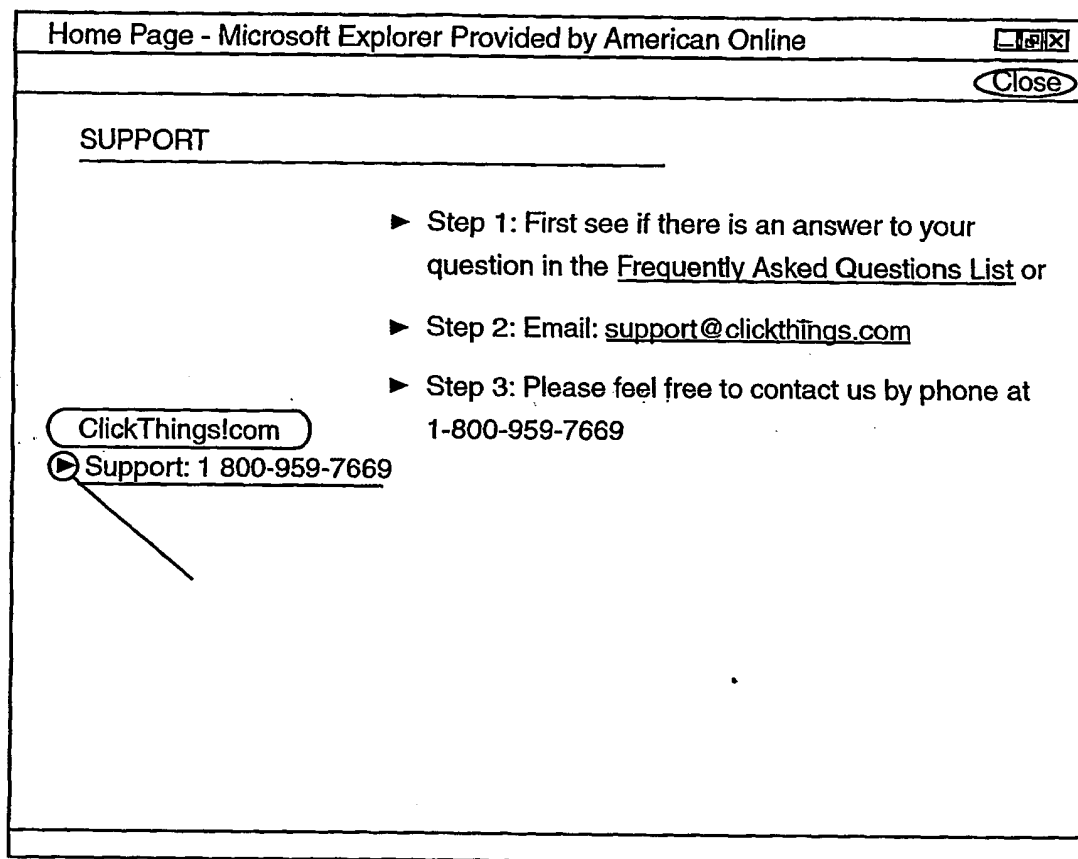 Home Page - Microsoft Explorer Provided by American Online
Close
SUPPORT
► Step 1: First see if there is an answer to your
question in the Frequently Asked Questions List or
► Step 2: Email: support@clickthings.com
► Step 3: Please feel free to contact us by phone at
1-800-959-7669
ClickThings!com
Support: 1 800-959-7669